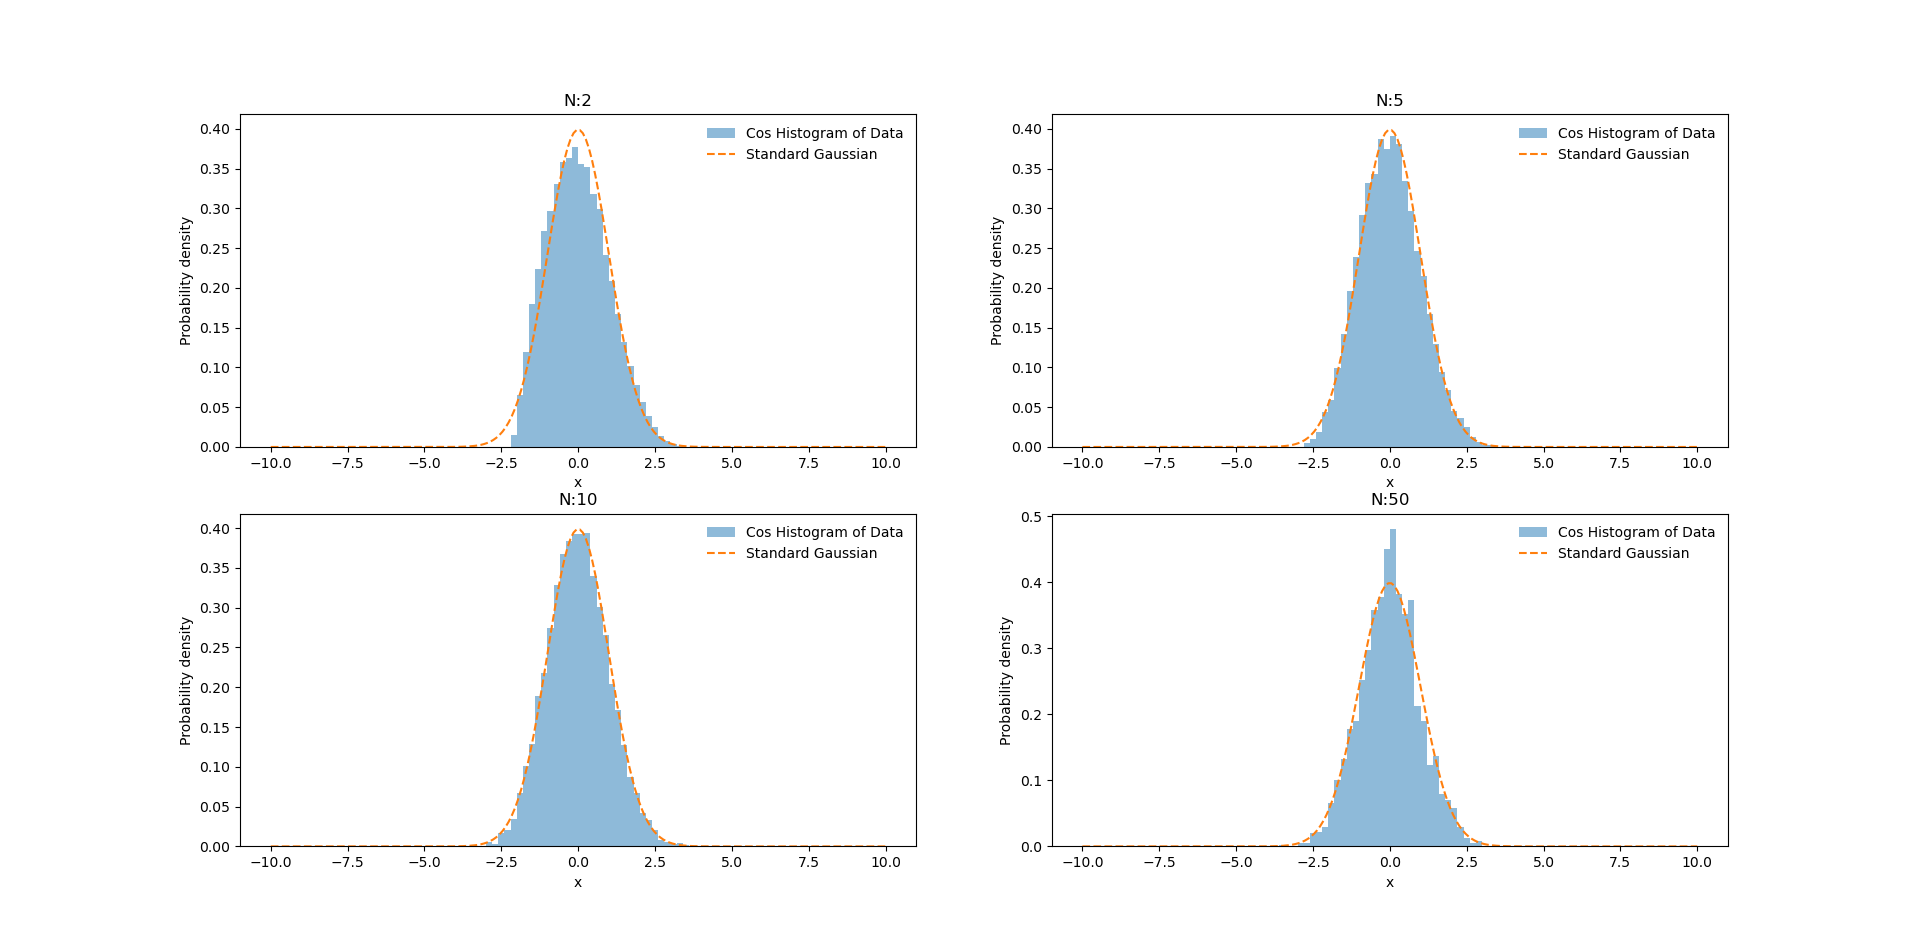 N:2
Cos Histogram of Data
Standard Gaussian
Probability density
0.40
0.35
0.30
0.25
0.20
0.15
0.10
0.05
0.00
−10.0 −7.5 −5.0 −2.5 0.0 2.5 5.0 7.5 10.0
x
N:5
Cos Histogram of Data
Standard Gaussian
Probability density
0.40
0.35
0.30
0.25
0.20
0.15
0.10
0.05
0.00
−10.0 −7.5 −5.0 −2.5 0.0 2.5 5.0 7.5 10.0
x
N:10
Cos Histogram of Data
Standard Gaussian
Probability density
0.40
0.35
0.30
0.25
0.20
0.15
0.10
0.05
0.00
−10.0 −7.5 −5.0 −2.5 0.0 2.5 5.0 7.5 10.0
x
N:50
Cos Histogram of Data
Standard Gaussian
Probability density
0.5
0.4
0.3
0.2
0.1
0.0
−10.0 −7.5 −5.0 −2.5 0.0 2.5 5.0 7.5 10.0
x